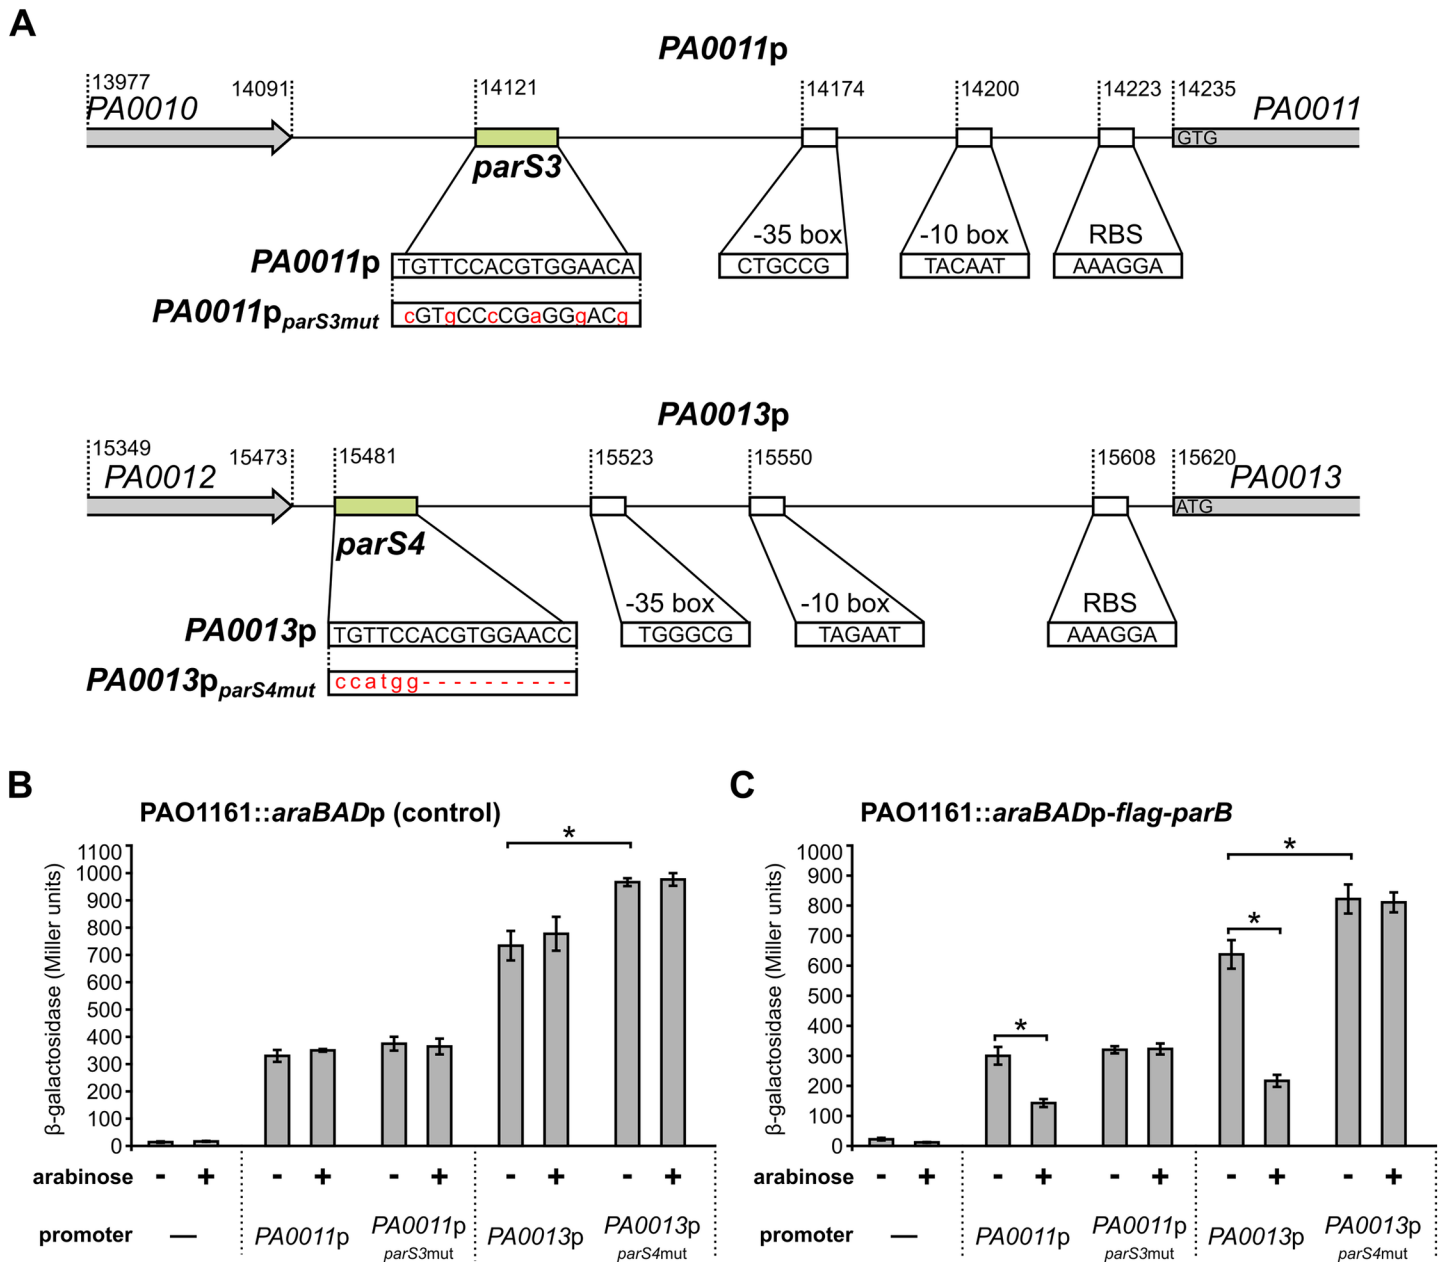 A
PA0011p
13977
14091
14121
14174
14200
14223
14235
PA0010
PA0011
GTG
parS3
-35 box
-10 box
RBS
PA0011p
TGTTCCACGTGGAACA
CTGCCG
TACAAT
AAAGGA
PA0011p parS3mut
cGTgCCcCGaGGgACg
PA0013p
15349
15473
15481
15523
15550
15608
15620
PA0012
PA0013
ATG
parS4
-35 box
-10 box
RBS
PA0013p
TGTTCCACGTGGAACC
TGGGCG
TAGAAT
AAAGGA
PA0013p parS4mut
ccatgg----------
B
PAO1161::araBADp (control)
*
β-galactosidase (Miller units)
1100
1000
900
800
700
600
500
400
300
200
100
0
arabinose - + - + - + - + - +
promoter — PA0011p PA0011p PA0013p PA0013p
parS3mut parS4mut
C
PAO1161::araBADp-flag-parB
*
*
*
β-galactosidase (Miller units)
1000
900
800
700
600
500
400
300
200
100
0
arabinose - + - + - + - + - +
promoter — PA0011p PA0011p PA0013p PA0013p
parS3mut parS4mut